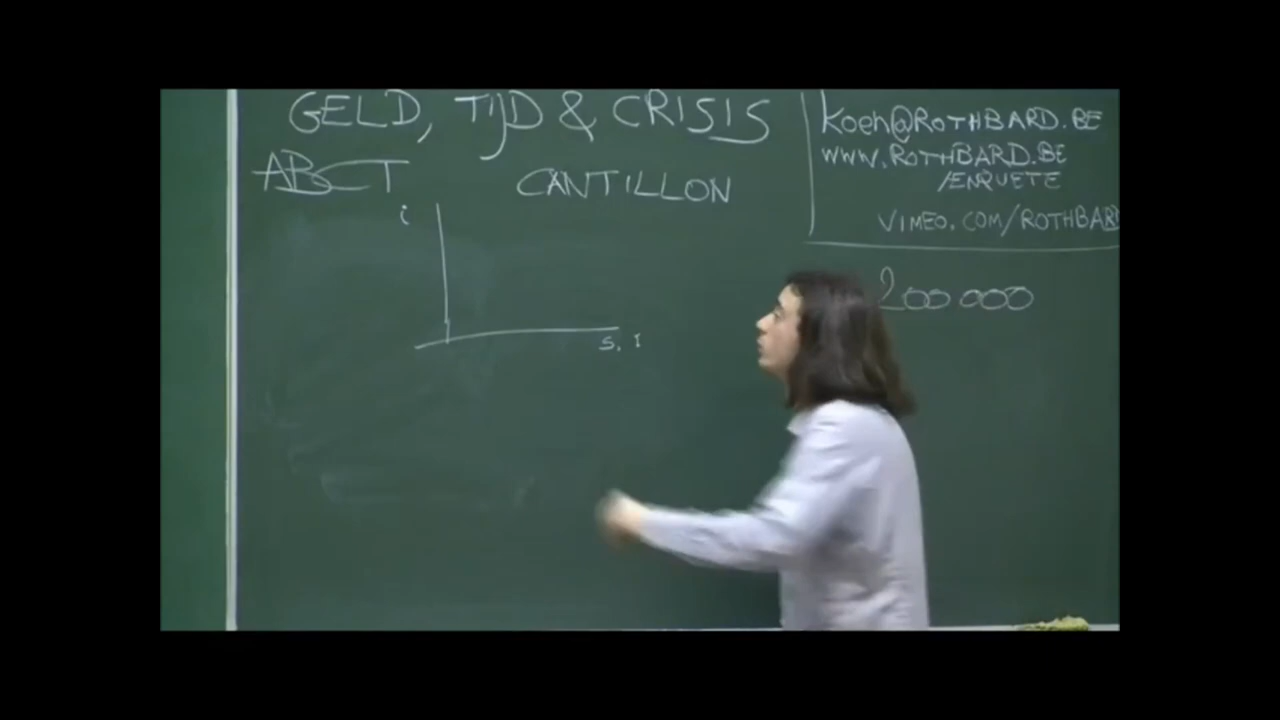 GELD, TIJD & CRISIS
ABCT
CANTILLON
i
S, I
koen@ROTHBARD.BE
WWW.ROTHBARD.BE
/ENQUETE
VIMEO.COM/ROTHBARD
200 000